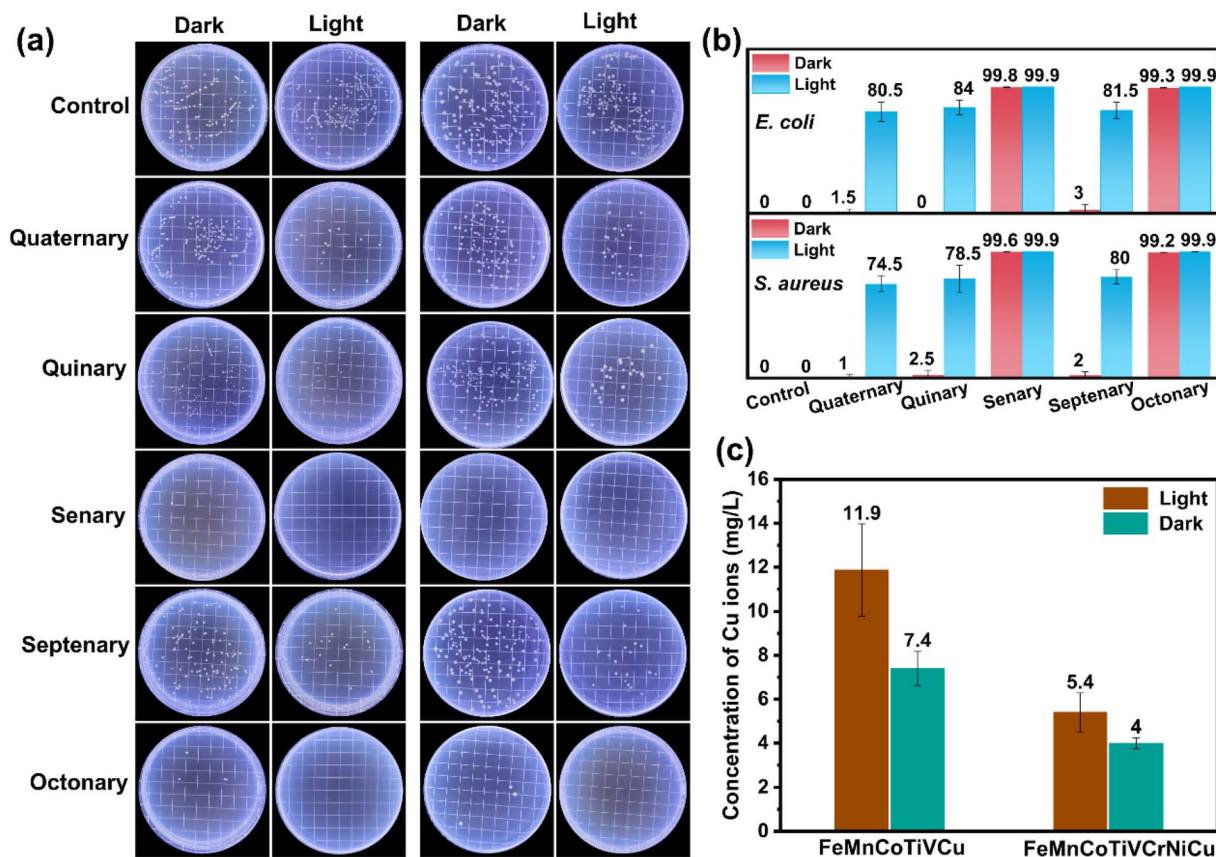 (a)
Dark Light Dark Light
Control
Quaternary
Quinary
Senary
Septenary
Octonary
(b)
Dark
Light
E. coli
0 0 1.5 80.5 0 84 99.8 99.9 3 81.5 99.3 99.9
Dark
Light
S. aureus
0 0 1 74.5 2.5 78.5 99.6 99.9 2 80 99.2 99.9
Control Quaternary Quinary Senary Septenary Octonary
(c)
Concentration of Cu ions (mg/L)
16
14
12
10
8
6
4
2
0
Light
Dark
11.9
7.4
5.4
4
FeMnCoTiVCu FeMnCoTiVCrNiCu